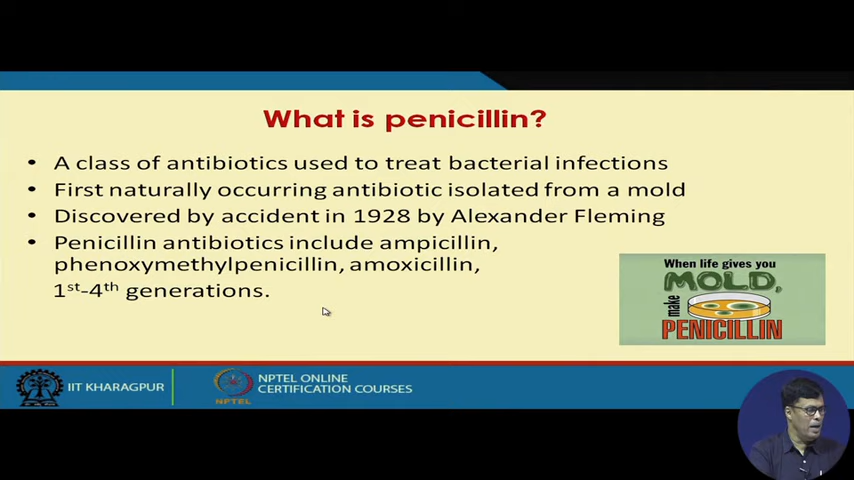 What is penicillin?
• A class of antibiotics used to treat bacterial infections
• First naturally occurring antibiotic isolated from a mold
• Discovered by accident in 1928 by Alexander Fleming
• Penicillin antibiotics include ampicillin,
phenoxymethylpenicillin, amoxicillin,
1st-4th generations.
When life gives you
MOLD,
make
PENICILLIN
IIT KHARAGPUR
NPTEL
NPTEL ONLINE
CERTIFICATION COURSES